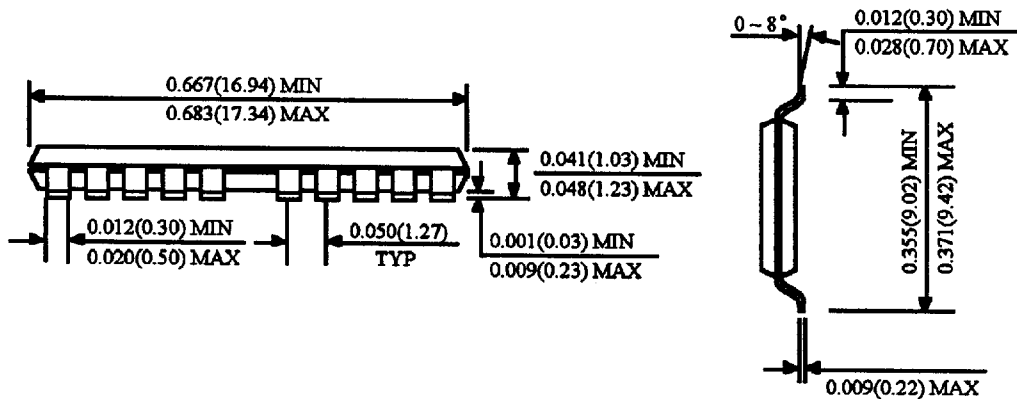 0.667(16.94) MIN
0.683(17.34) MAX
0.041(1.03) MIN
0.048(1.23) MAX
0.012(0.30) MIN
0.020(0.50) MAX
0.050(1.27)
TYP
0.001(0.03) MIN
0.009(0.23) MAX
0~8°
0.012(0.30) MIN
0.028(0.70) MAX
0.355(9.02) MIN
0.371(9.42) MAX
0.009(0.22) MAX